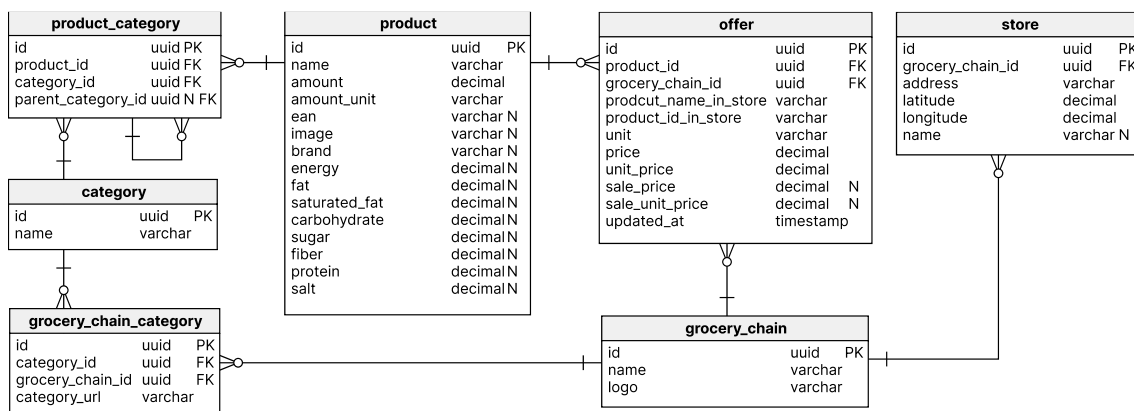 product_category
id uuid PK
product_id uuid FK
category_id uuid FK
parent_category_id uuid N FK
product
id uuid PK
name varchar
amount decimal
amount_unit varchar
ean varchar N
image varchar N
brand varchar N
energy decimal N
fat decimal N
saturated_fat decimal N
carbohydrate decimal N
sugar decimal N
fiber decimal N
protein decimal N
salt decimal N
offer
id uuid PK
product_id uuid FK
grocery_chain_id uuid FK
prodcut_name_in_store varchar
product_id_in_store varchar
unit varchar
price decimal
unit_price decimal
sale_price decimal N
sale_unit_price decimal N
updated_at timestamp
store
id uuid PK
grocery_chain_id uuid FK
address varchar
latitude decimal
longitude decimal
name varchar N
category
id uuid PK
name varchar
grocery_chain_category
id uuid PK
category_id uuid FK
grocery_chain_id uuid FK
category_url varchar
grocery_chain
id uuid PK
name varchar
logo varchar